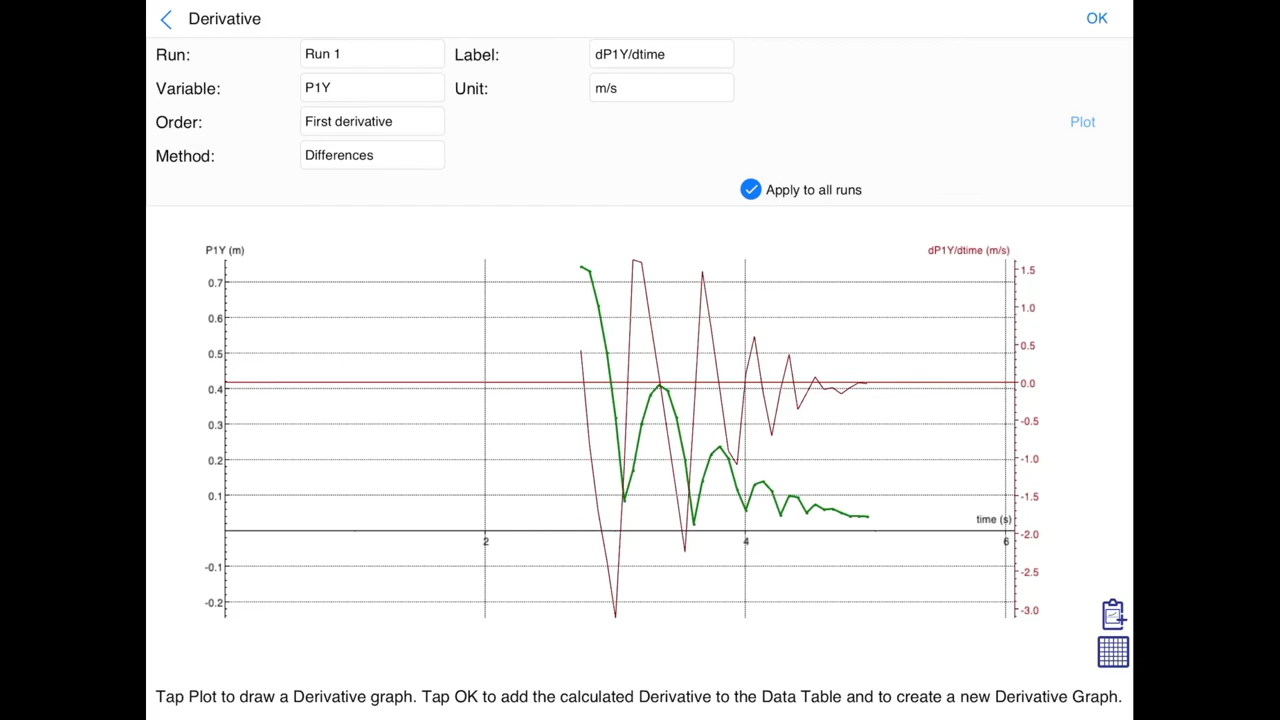 Derivative OK
Run: Run 1 Label: dP1Y/dtime
Variable: P1Y Unit: m/s
Order: First derivative Plot
Method: Differences
Apply to all runs
P1Y (m) dP1Y/dtime (m/s)
0.7 1.5
0.6 1.0
0.5 0.5
0.4 0.0
0.3 -0.5
0.2 -1.0
0.1 -1.5
time (s)
2 4 6 -2.0
-0.1 -2.5
-0.2 -3.0
Tap Plot to draw a Derivative graph. Tap OK to add the calculated Derivative to the Data Table and to create a new Derivative Graph.